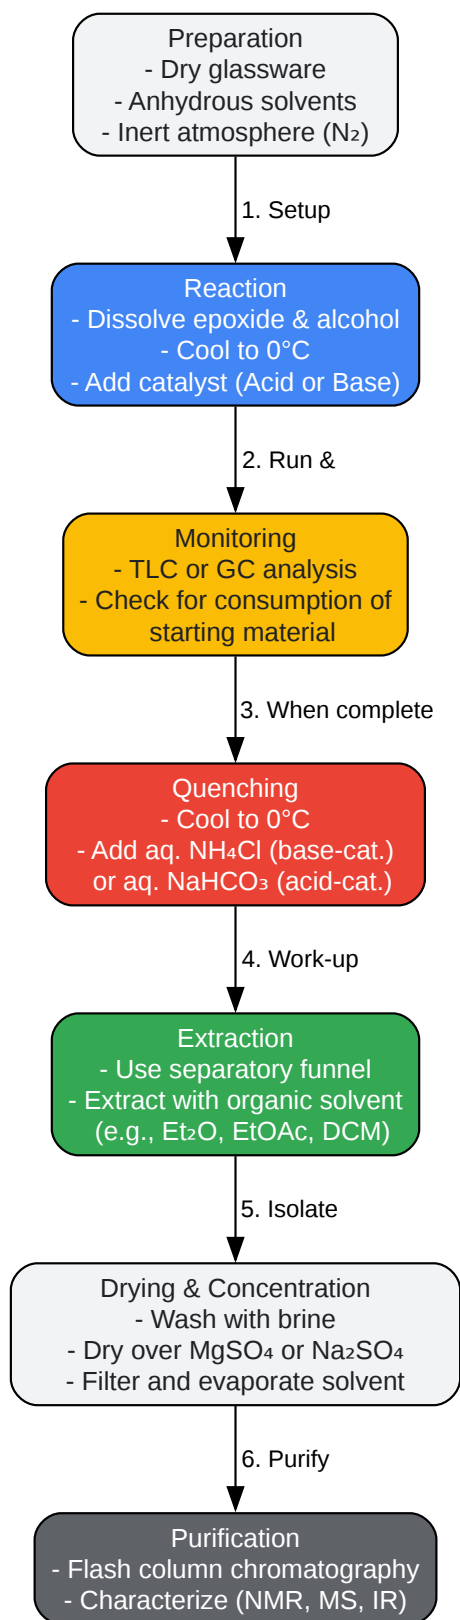 Preparation
- Dry glassware
- Anhydrous solvents
- Inert atmosphere (N₂)
1. Setup
Reaction
- Dissolve epoxide & alcohol
- Cool to 0°C
- Add catalyst (Acid or Base)
2. Run &
Monitoring
- TLC or GC analysis
- Check for consumption of
starting material
3. When complete
Quenching
- Cool to 0°C
- Add aq. NH₄Cl (base-cat.)
or aq. NaHCO₃ (acid-cat.)
4. Work-up
Extraction
- Use separatory funnel
- Extract with organic solvent
(e.g., Et₂O, EtOAc, DCM)
5. Isolate
Drying & Concentration
- Wash with brine
- Dry over MgSO₄ or Na₂SO₄
- Filter and evaporate solvent
6. Purify
Purification
- Flash column chromatography
- Characterize (NMR, MS, IR)